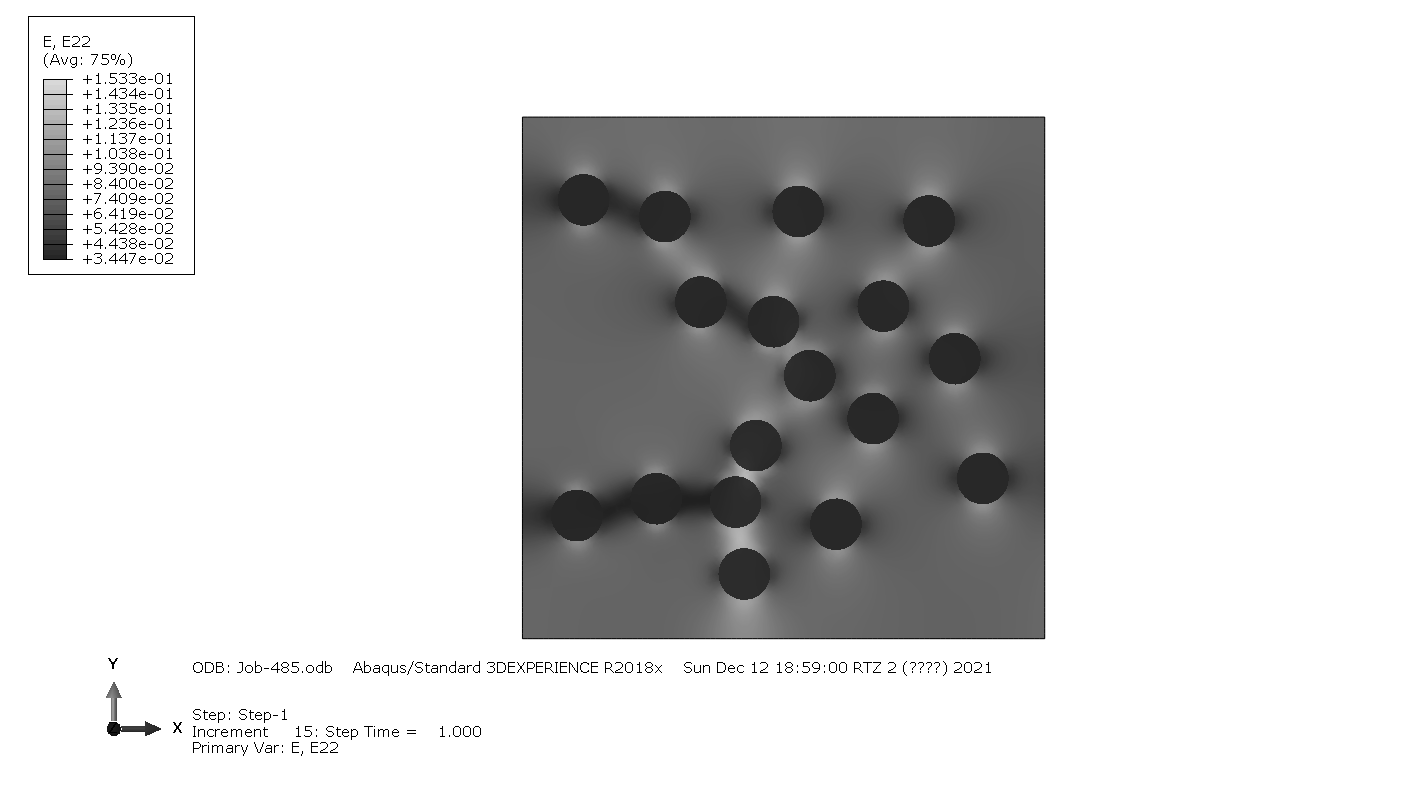 E, E22
(Avg: 75%)
+1.533e-01
+1.434e-01
+1.335e-01
+1.236e-01
+1.137e-01
+1.038e-01
+9.390e-02
+8.400e-02
+7.409e-02
+6.419e-02
+5.428e-02
+4.438e-02
+3.447e-02
Y
X
ODB: Job-485.odb    Abaqus/Standard 3DEXPERIENCE R2018x    Sun Dec 12 18:59:00 RTZ 2 (????) 2021
Step: Step-1
Increment    15: Step Time =    1.000
Primary Var: E, E22